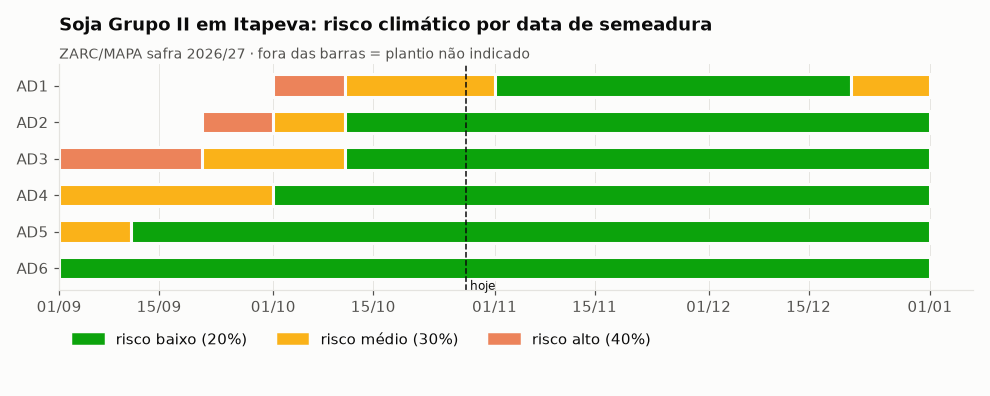 Soja Grupo II em Itapeva: risco climático por data de semeadura
ZARC/MAPA safra 2026/27 · fora das barras = plantio não indicado
AD1
AD2
AD3
AD4
AD5
AD6
hoje
01/09 15/09 01/10 15/10 01/11 15/11 01/12 15/12 01/01
risco baixo (20%) risco médio (30%) risco alto (40%)